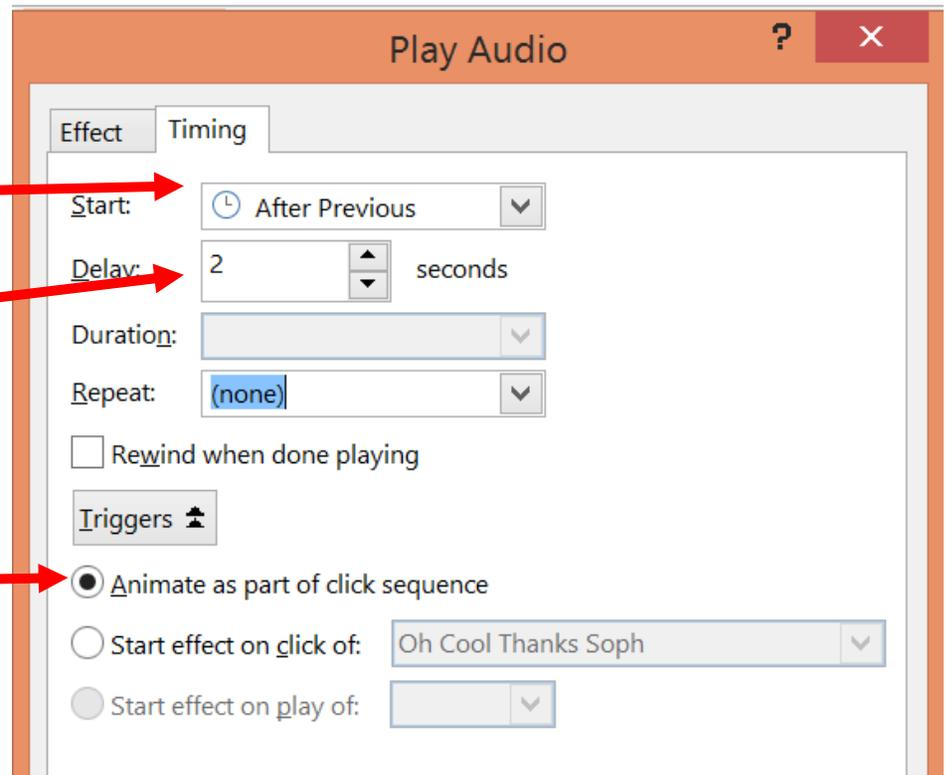 Play Audio ? ×
Effect Timing
Start: After Previous
Delay: 2 seconds
Duration:
Repeat: (none)
Rewind when done playing
Triggers
Animate as part of click sequence
Start effect on click of: Oh Cool Thanks Soph
Start effect on play of: